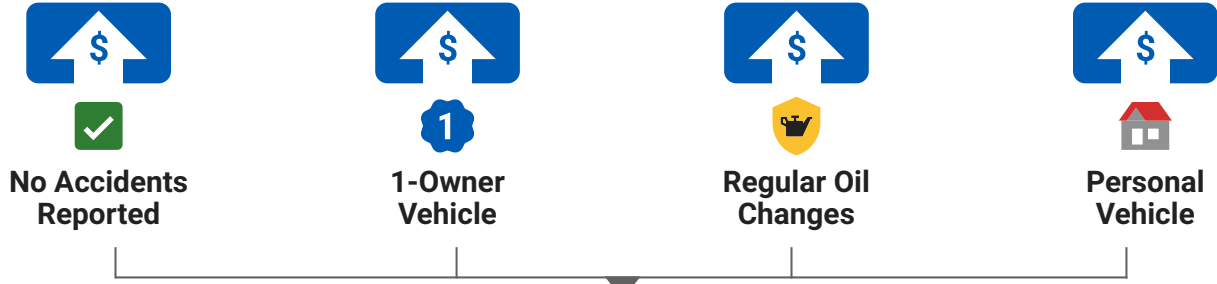 $ $ $ $
1
No Accidents
Reported
1-Owner
Vehicle
Regular Oil
Changes
Personal
Vehicle